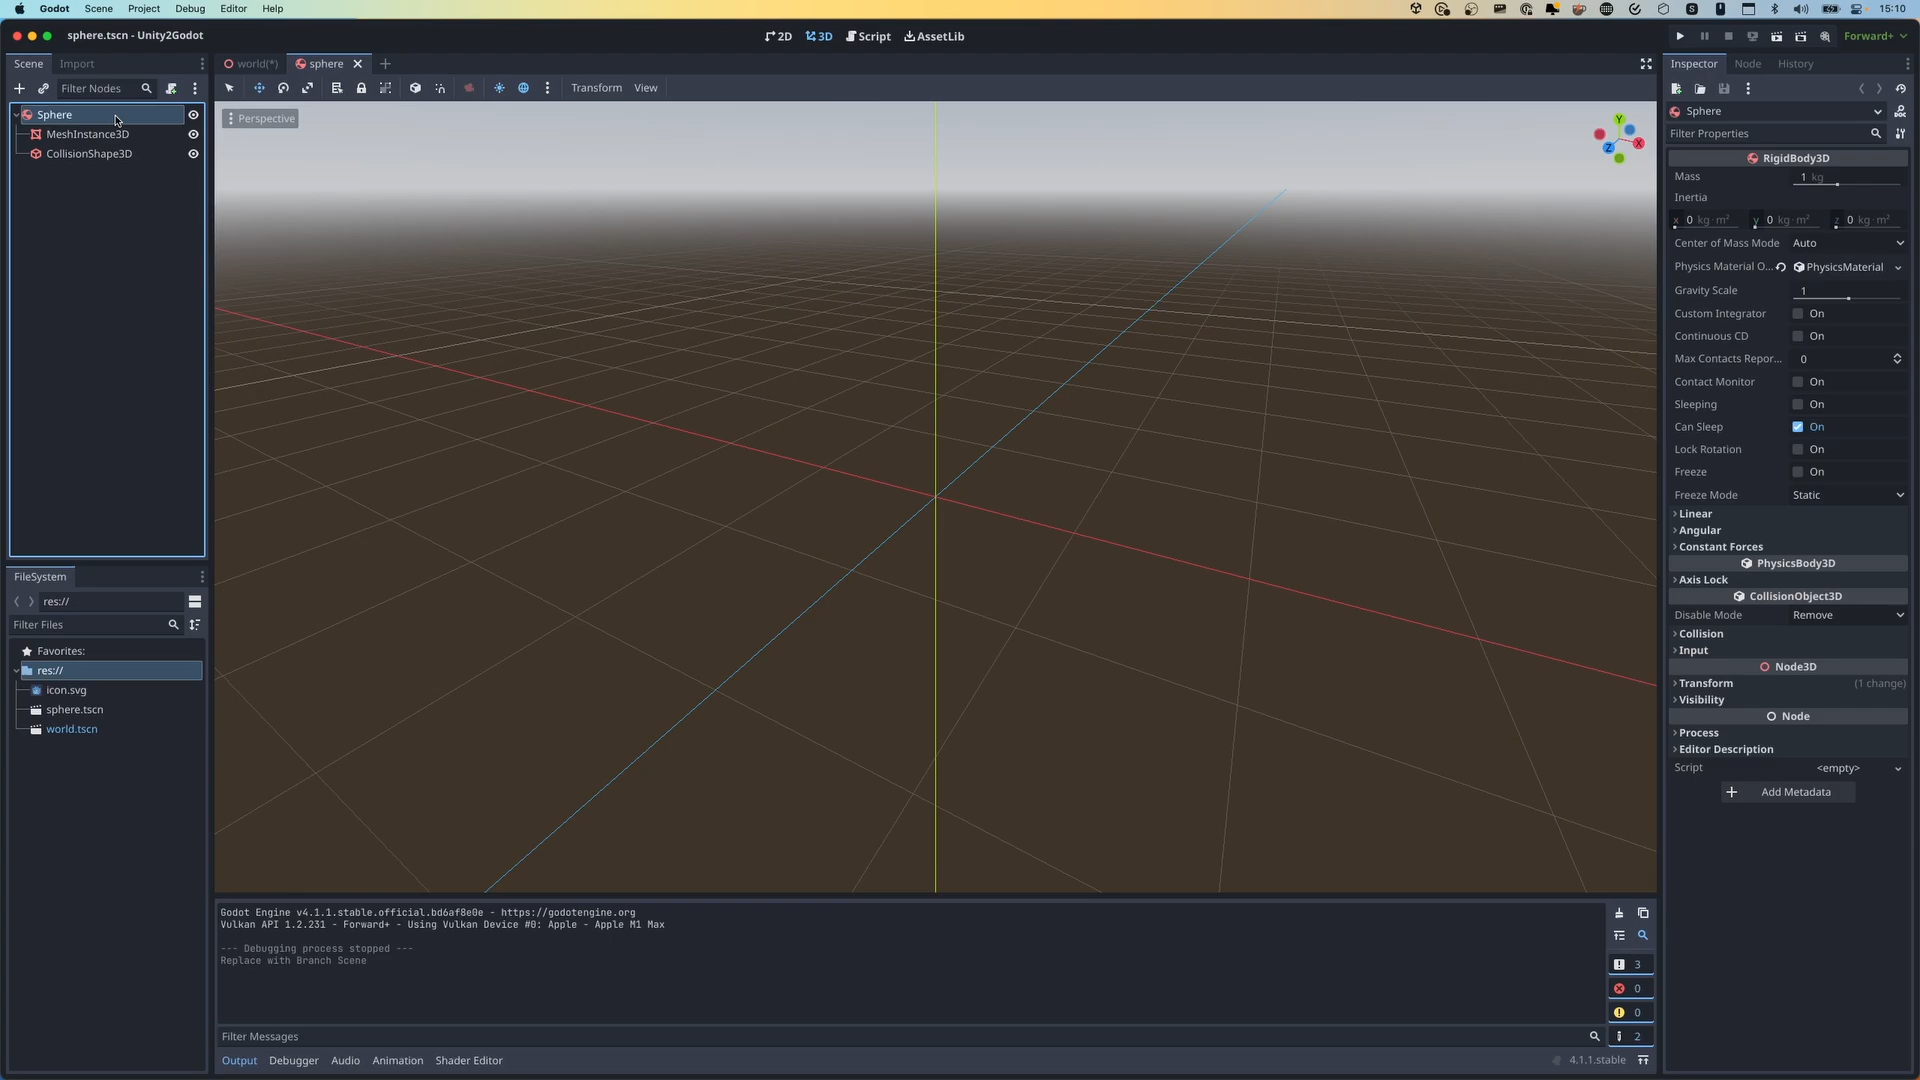 Godot Scene Project Debug Editor Help 15:10
sphere.tscn - Unity2Godot
2D 3D Script AssetLib
Forward+
Scene Import
world(*) sphere
Inspector Node History
Filter Nodes
Transform View
Sphere
MeshInstance3D
CollisionShape3D
Perspective
Y
X
Z
FileSystem
res://
Filter Files
Favorites:
res://
icon.svg
sphere.tscn
world.tscn
Godot Engine v4.1.1.stable.official.bd6af8e0e - https://godotengine.org
Vulkan API 1.2.231 - Forward+ - Using Vulkan Device #0: Apple - Apple M1 Max
--- Debugging process stopped ---
Replace with Branch Scene
3
0
0
2
Filter Messages
Output Debugger Audio Animation Shader Editor
4.1.1.stable
Sphere
Filter Properties
RigidBody3D
Mass 1 kg
Inertia
x 0 kg·m² y 0 kg·m² z 0 kg·m²
Center of Mass Mode Auto
Physics Material O... PhysicsMaterial
Gravity Scale 1
Custom Integrator On
Continuous CD On
Max Contacts Repor... 0
Contact Monitor On
Sleeping On
Can Sleep On
Lock Rotation On
Freeze On
Freeze Mode Static
Linear
Angular
Constant Forces
PhysicsBody3D
Axis Lock
CollisionObject3D
Disable Mode Remove
Collision
Input
Node3D
Transform (1 change)
Visibility
Node
Process
Editor Description
Script <empty>
Add Metadata